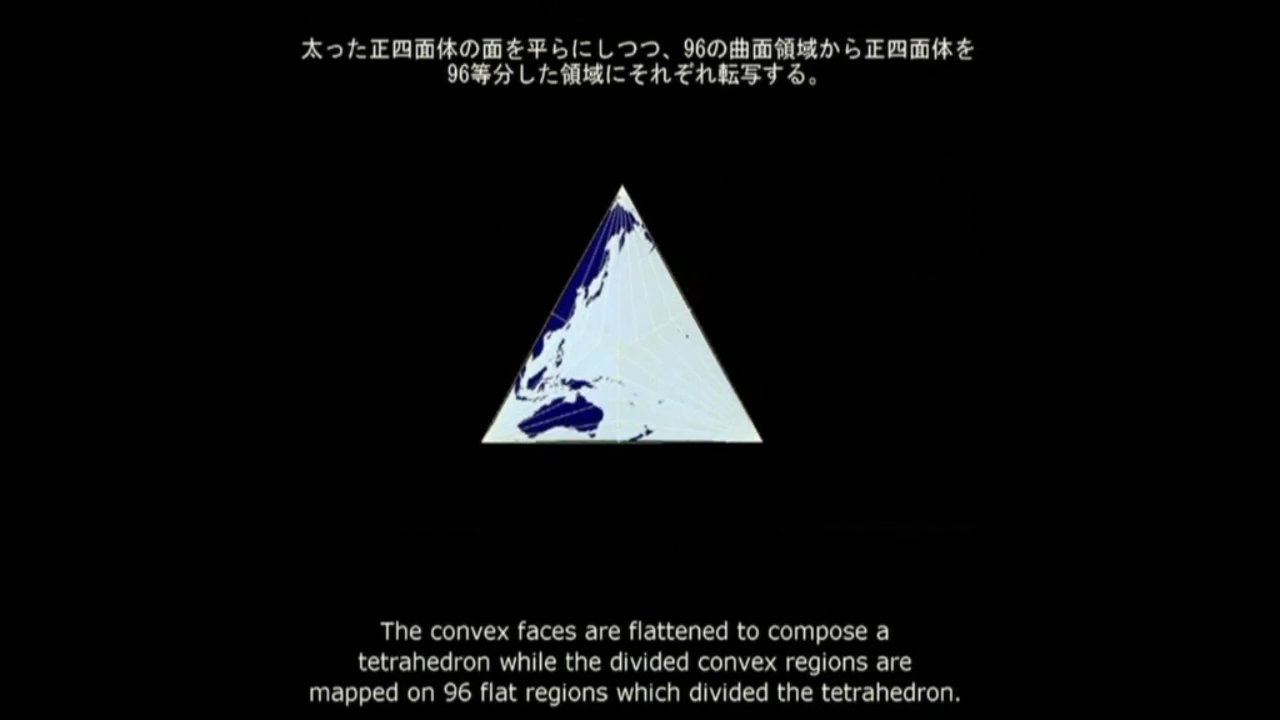 太った正四面体の面を平らにしつつ、96の曲面領域から正四面体を
96等分した領域にそれぞれ転写する。
The convex faces are flattened to compose a
tetrahedron while the divided convex regions are
mapped on 96 flat regions which divided the tetrahedron.